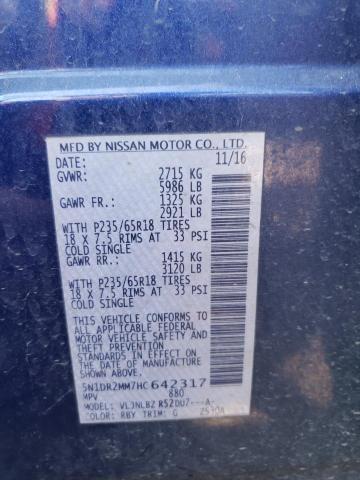 MFD BY NISSAN MOTOR CO., LTD.
DATE: 11/16
GVWR: 2715 KG
5986 LB
GAWR FR.: 1325 KG
2921 LB
WITH P235/65R18 TIRES
18 X 7.5 RIMS AT 33 PSI
COLD SINGLE
GAWR RR.: 1415 KG
3120 LB
WITH P235/65R18 TIRES
18 X 7.5 RIMS AT 33 PSI
COLD SINGLE
THIS VEHICLE CONFORMS TO
ALL APPLICABLE FEDERAL
MOTOR VEHICLE SAFETY AND
THEFT PREVENTION
STANDARDS IN EFFECT ON
THE DATE OF MANUFACTURE
SHOWN ABOVE.
5N1DR2MM7HC642317
MPV 880
MODEL:
COLOR: RBY TRIM: G